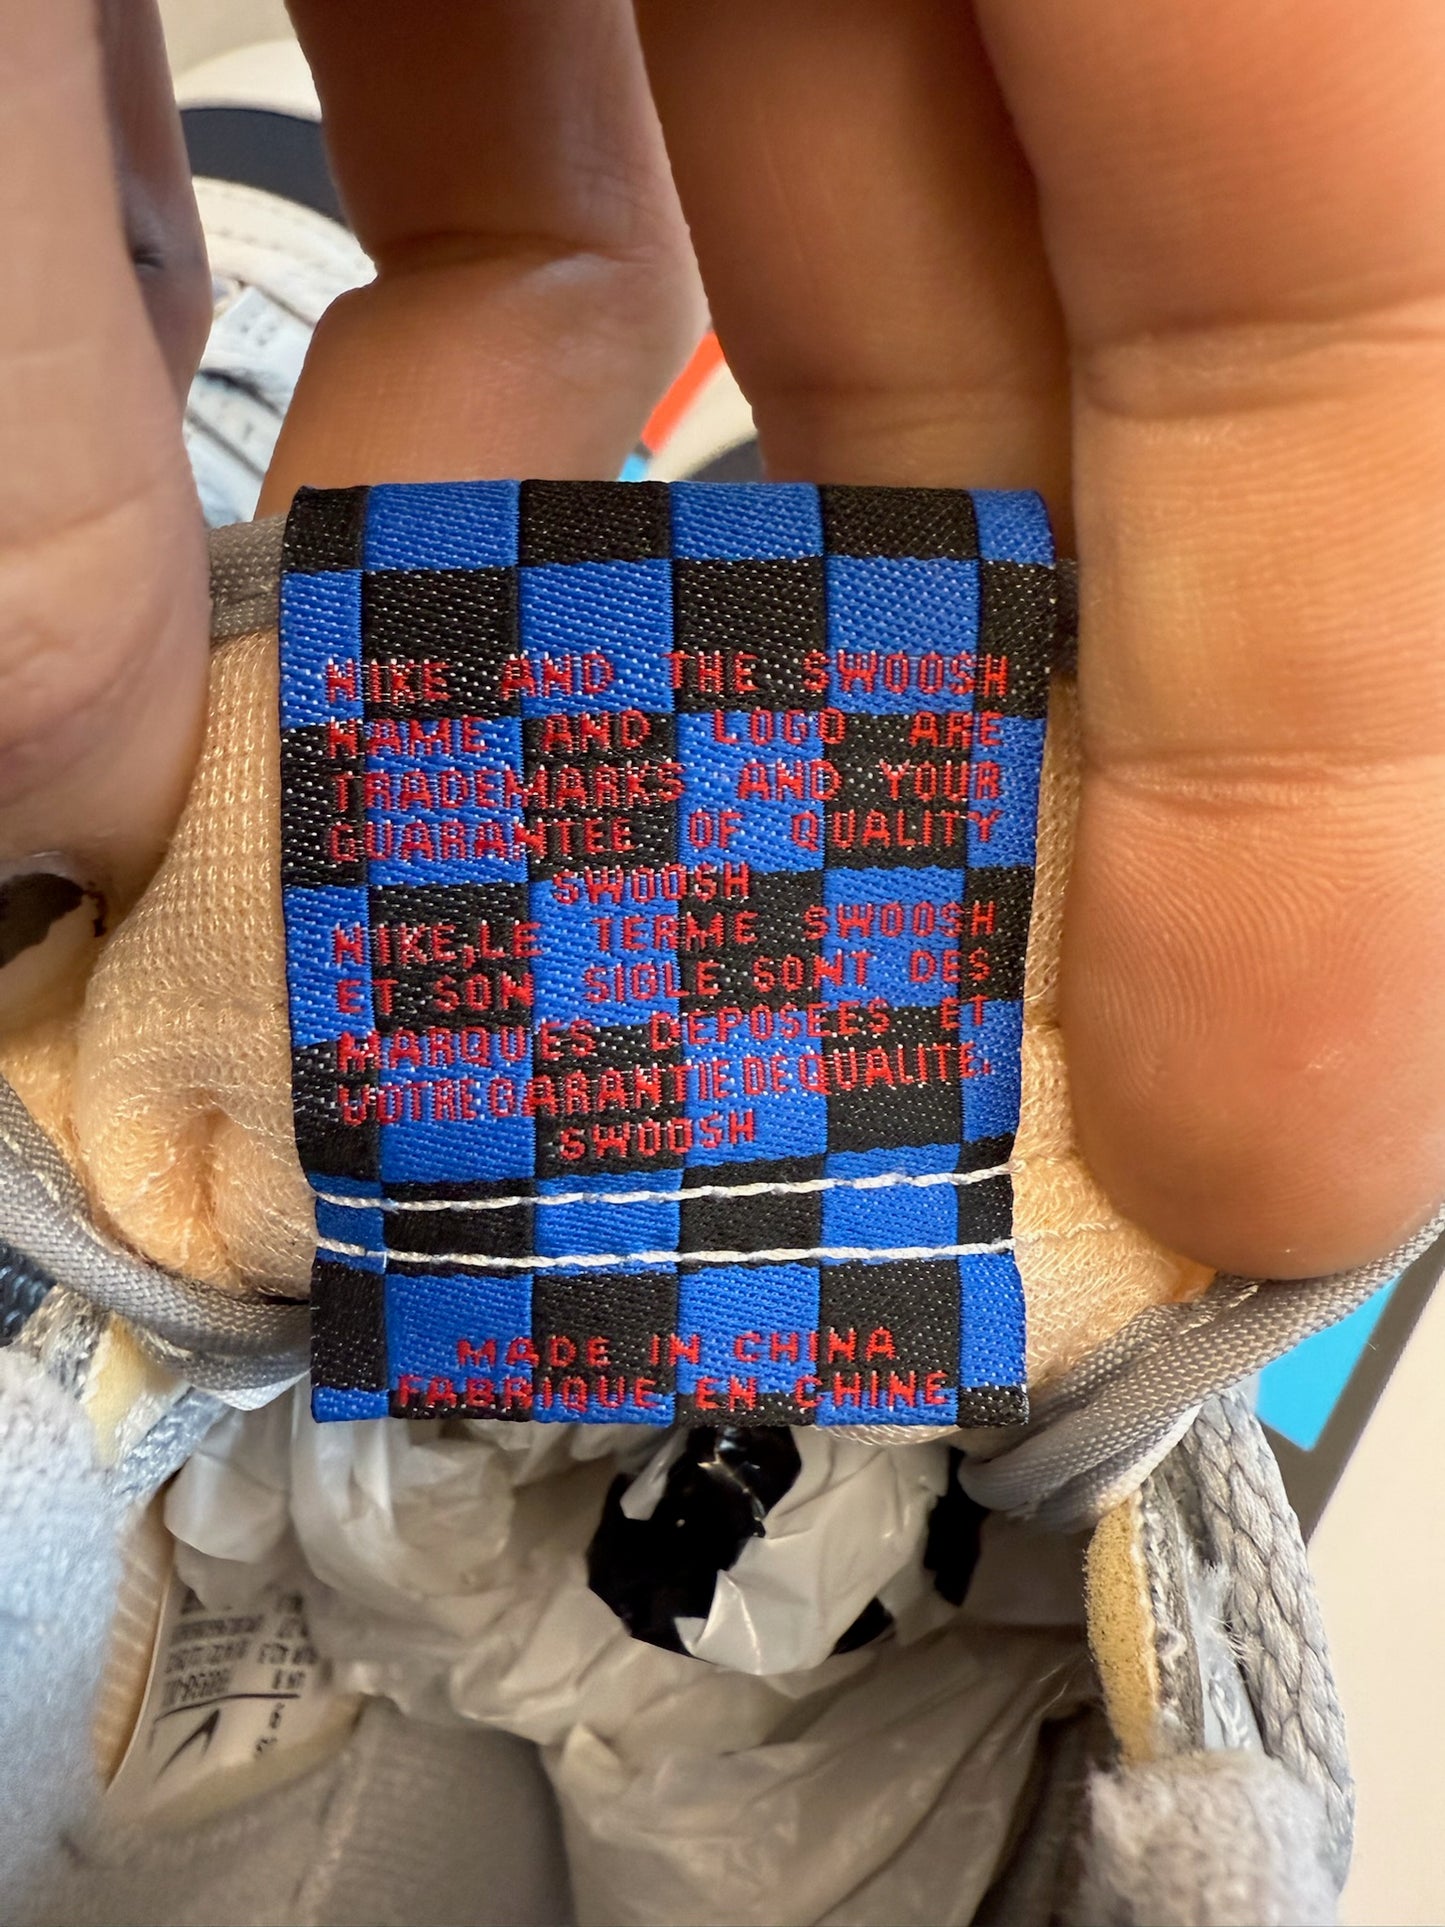 NIKE AND THE SWOOSH
NAME AND LOGO ARE
TRADEMARKS AND YOUR
GUARANTEE OF QUALITY
SWOOSH
NIKE,LE TERME SWOOSH
ET SON SIGLE SONT DES
MARQUES DEPOSEES ET
VOTRE GARANTIE DE QUALITE.
SWOOSH
MADE IN CHINA
FABRIQUE EN CHINE